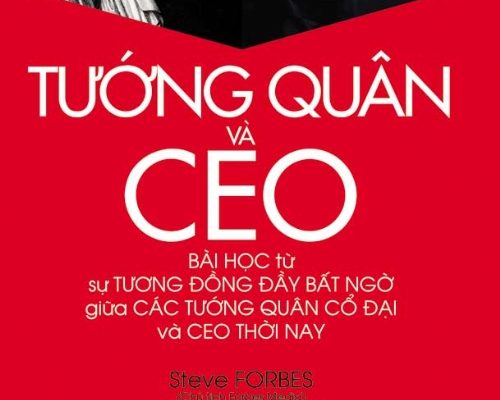 TƯỚNG QUÂN
VÀ
CEO
BÀI HỌC từ
sự TƯƠNG ĐỒNG ĐẦY BẤT NGỜ
giữa CÁC TƯỚNG QUÂN CỔ ĐẠI
và CEO THỜI NAY
Steve FORBES